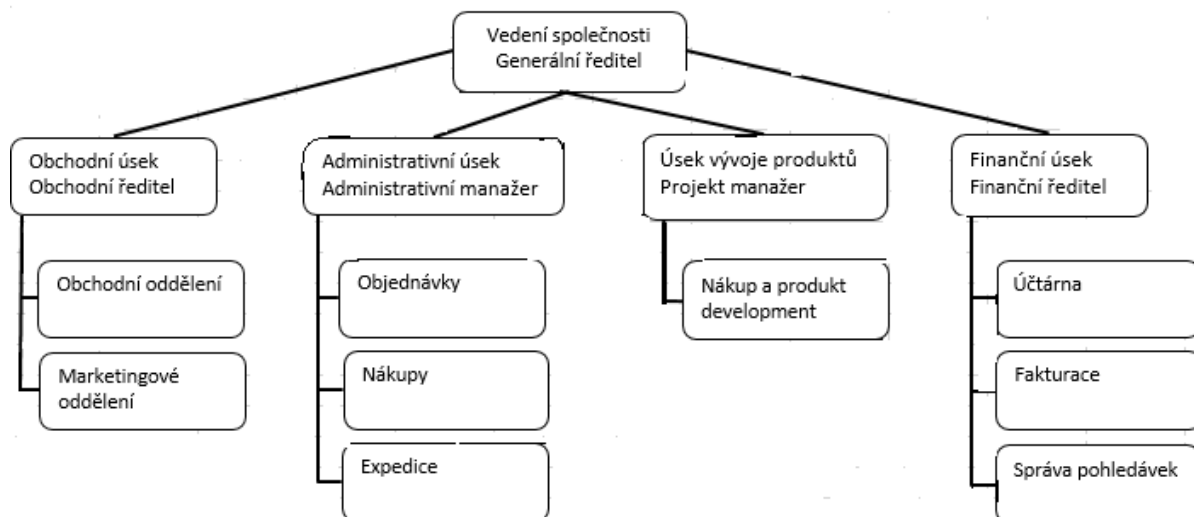 Vedení společnosti
Generální ředitel
Obchodní úsek
Obchodní ředitel
Administrativní úsek
Administrativní manažer
Úsek vývoje produktů
Projekt manažer
Finanční úsek
Finanční ředitel
Obchodní oddělení
Marketingové
oddělení
Objednávky
Nákupy
Expedice
Nákup a produkt
development
Účtárna
Fakturace
Správa pohledávek